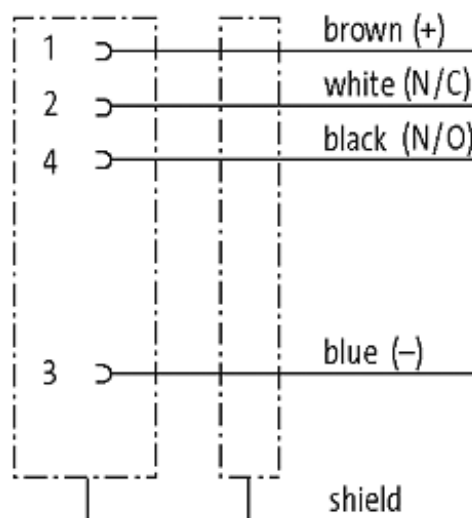 1 brown (+)
2 white (N/C)
4 black (N/O)
3 blue (–)
shield